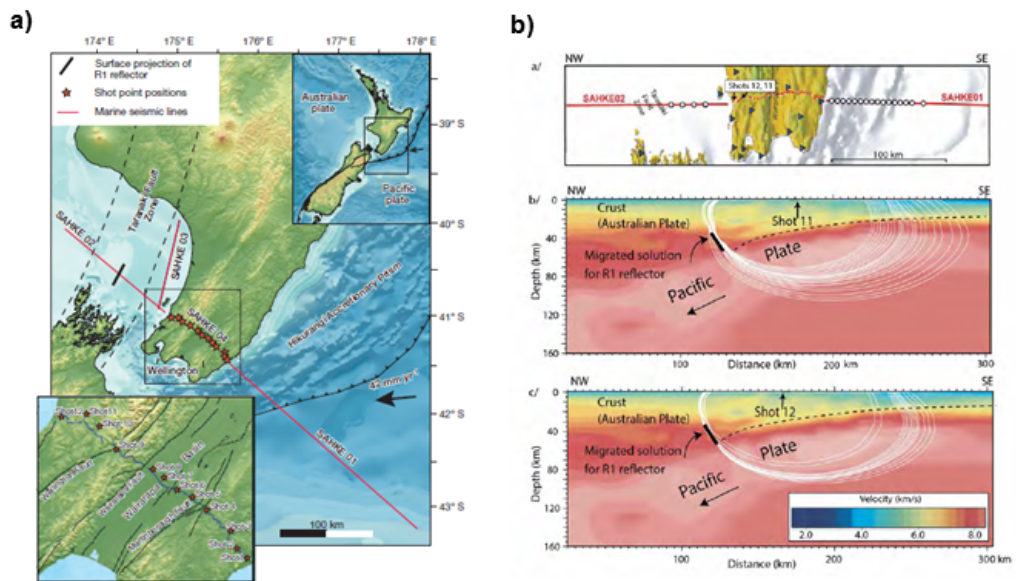 a)
174° E
175° E
176° E
177° E
178° E
Surface projection of
R1 reflector
Shot point positions
Marine seismic lines
Australian
plate
Pacific
plate
39° S
40° S
41° S
42° S
43° S
Taranaki Fault
Zone
SAHKE 02
SAHKE 03
SAHKE 04
Hikurangi Accretionary Prism
Wellington
42 mm yr⁻¹
SAHKE 01
100 km
Shot12
Shot11
b)
a/
NW
SE
SAHKE02
Taranaki
Fault
Zone
Shots 12, 11
SAHKE01
100 km
NW
SE
b/
0
40
80
120
160
Depth (km)
Crust
(Australian Plate)
Shot 11
Migrated solution
for R1 reflector
Plate
Pacific
100
Distance (km)
200 km
300
NW
SE
c/
0
40
80
120
160
Depth (km)
Crust
(Australian Plate)
Shot 12
Migrated solution
for R1 reflector
Plate
Pacific
Velocity (km/s)
2.0
4.0
6.0
8.0
100
Distance (km)
200
300 km